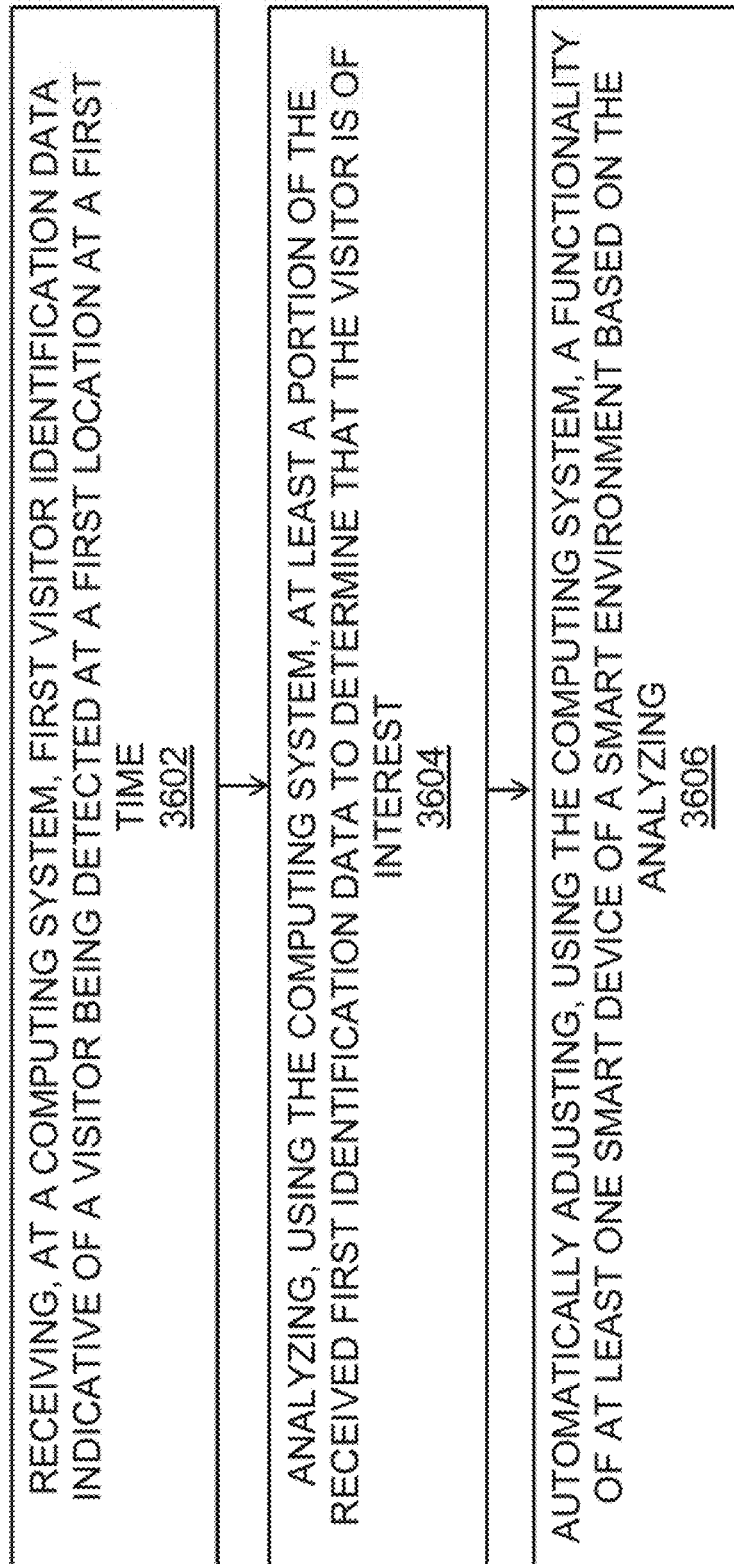 RECEIVING, AT A COMPUTING SYSTEM, FIRST VISITOR IDENTIFICATION DATA
INDICATIVE OF A VISITOR BEING DETECTED AT A FIRST LOCATION AT A FIRST
TIME
3602
ANALYZING, USING THE COMPUTING SYSTEM, AT LEAST A PORTION OF THE
RECEIVED FIRST IDENTIFICATION DATA TO DETERMINE THAT THE VISITOR IS OF
INTEREST
3604
AUTOMATICALLY ADJUSTING, USING THE COMPUTING SYSTEM, A FUNCTIONALITY
OF AT LEAST ONE SMART DEVICE OF A SMART ENVIRONMENT BASED ON THE
ANALYZING
3606